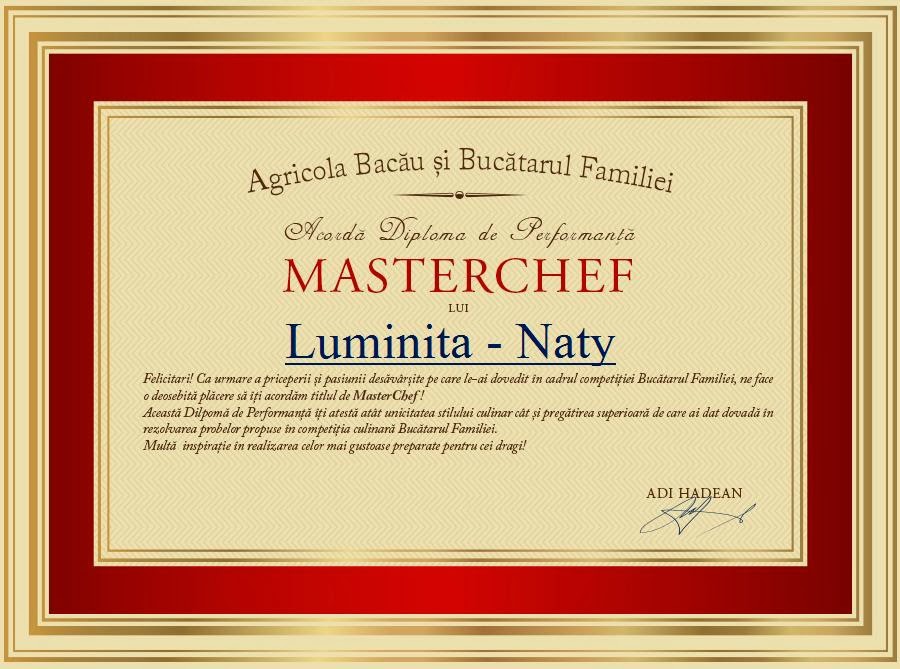 Agricola Bacău și Bucătarul Familiei
Acordă Diploma de Performanță
MASTERCHEF
LUI
Luminita - Naty
Felicitari! Ca urmare a priceperii și pasiunii desăvârșite pe care le-ai dovedit în cadrul competiției Bucătarul Familiei, ne face
o deosebită plăcere să îți acordăm titlul de MasterChef !
Această Dilpomă de Performanță îți atestă atât unicitatea stilului culinar cât și pregătirea superioară de care ai dat dovadă în
rezolvarea probelor propuse în competiția culinară Bucătarul Familiei.
Multă inspirație în realizarea celor mai gustoase preparate pentru cei dragi!
ADI HADEAN